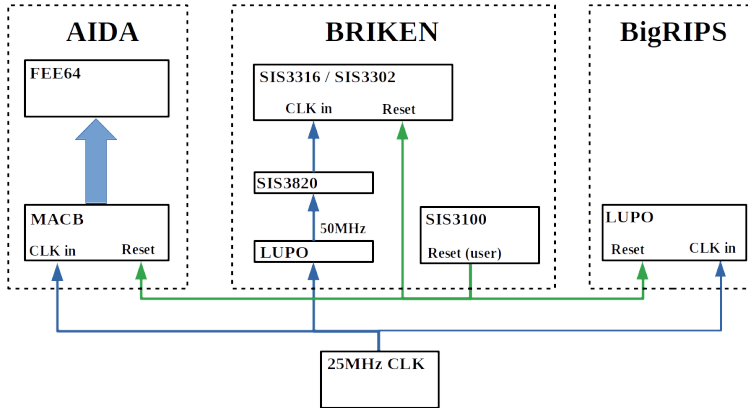 AIDA
BRIKEN
BigRIPS
FEE64
SIS3316 / SIS3302
CLK in
Reset
SIS3820
50MHz
LUPO
MACB
CLK in
Reset
SIS3100
Reset (user)
LUPO
Reset
CLK in
25MHz CLK